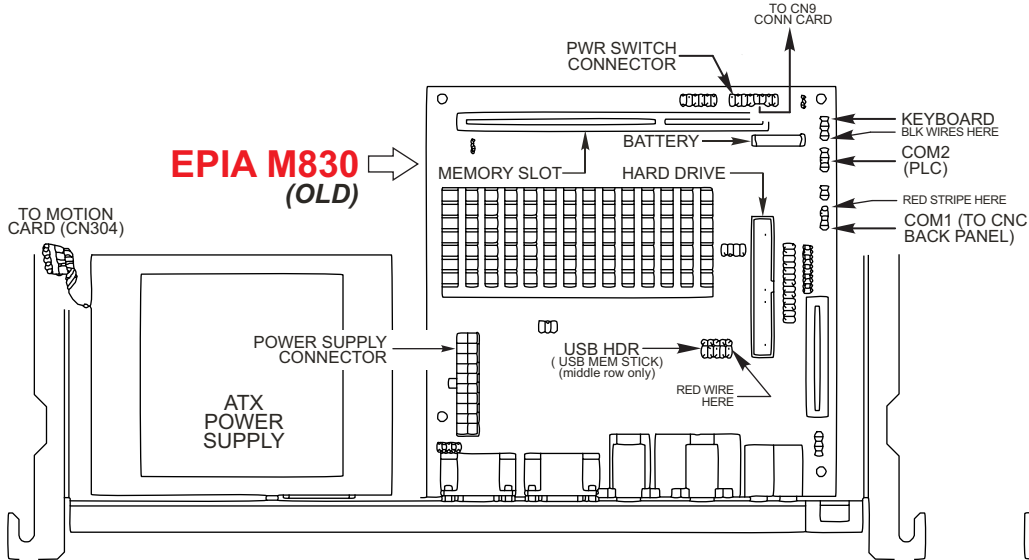 TO CN9
CONN CARD
PWR SWITCH
CONNECTOR
KEYBOARD
BLK WIRES HERE
BATTERY
COM2
(PLC)
EPIA M830
(OLD)
MEMORY SLOT
HARD DRIVE
RED STRIPE HERE
TO MOTION
CARD (CN304)
COM1 (TO CNC
BACK PANEL)
POWER SUPPLY
CONNECTOR
USB HDR
( USB MEM STICK)
(middle row only)
RED WIRE
HERE
ATX
POWER
SUPPLY